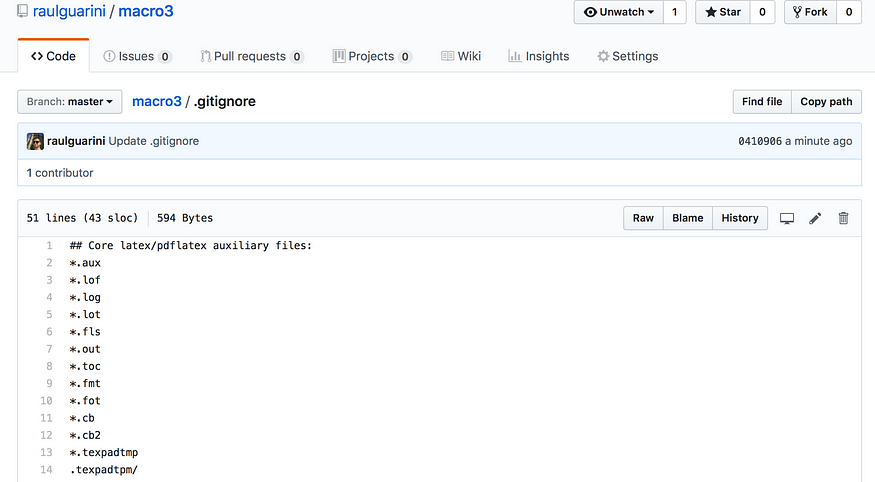 raulguarini / macro3
Unwatch 1 Star 0 Fork 0
Code Issues 0 Pull requests 0 Projects 0 Wiki Insights Settings
Branch: master macro3 / .gitignore Find file Copy path
raulguarini Update .gitignore 0410906 a minute ago
1 contributor
51 lines (43 sloc) 594 Bytes Raw Blame History
1 ## Core latex/pdflatex auxiliary files:
2 *.aux
3 *.lof
4 *.log
5 *.lot
6 *.fls
7 *.out
8 *.toc
9 *.fmt
10 *.fot
11 *.cb
12 *.cb2
13 *.texpadtmp
14 .texpadtpm/